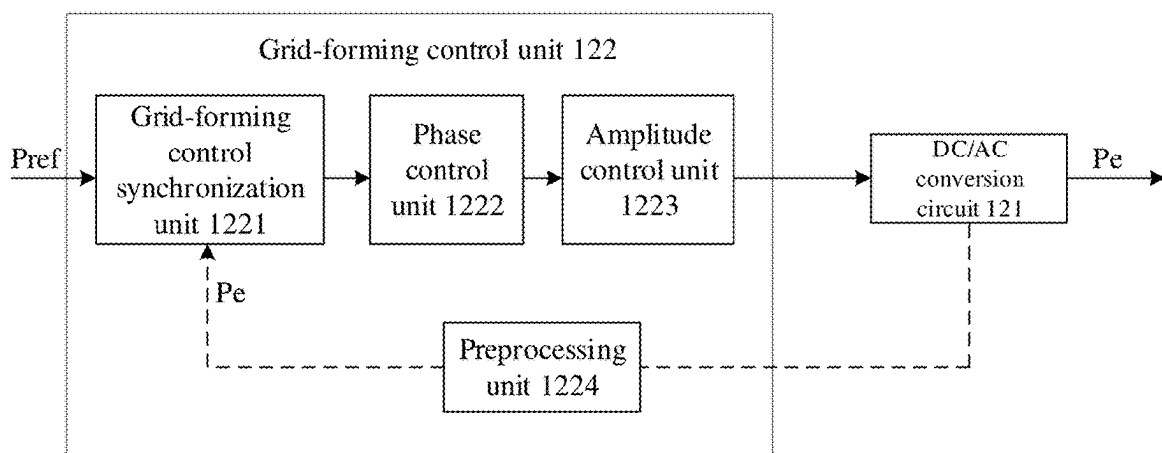 Grid-forming control unit 122
Pref
Grid-forming
control
synchronization
unit 1221
Phase
control
unit 1222
Amplitude
control unit
1223
DC/AC
conversion
circuit 121
Pe
Pe
Preprocessing
unit 1224